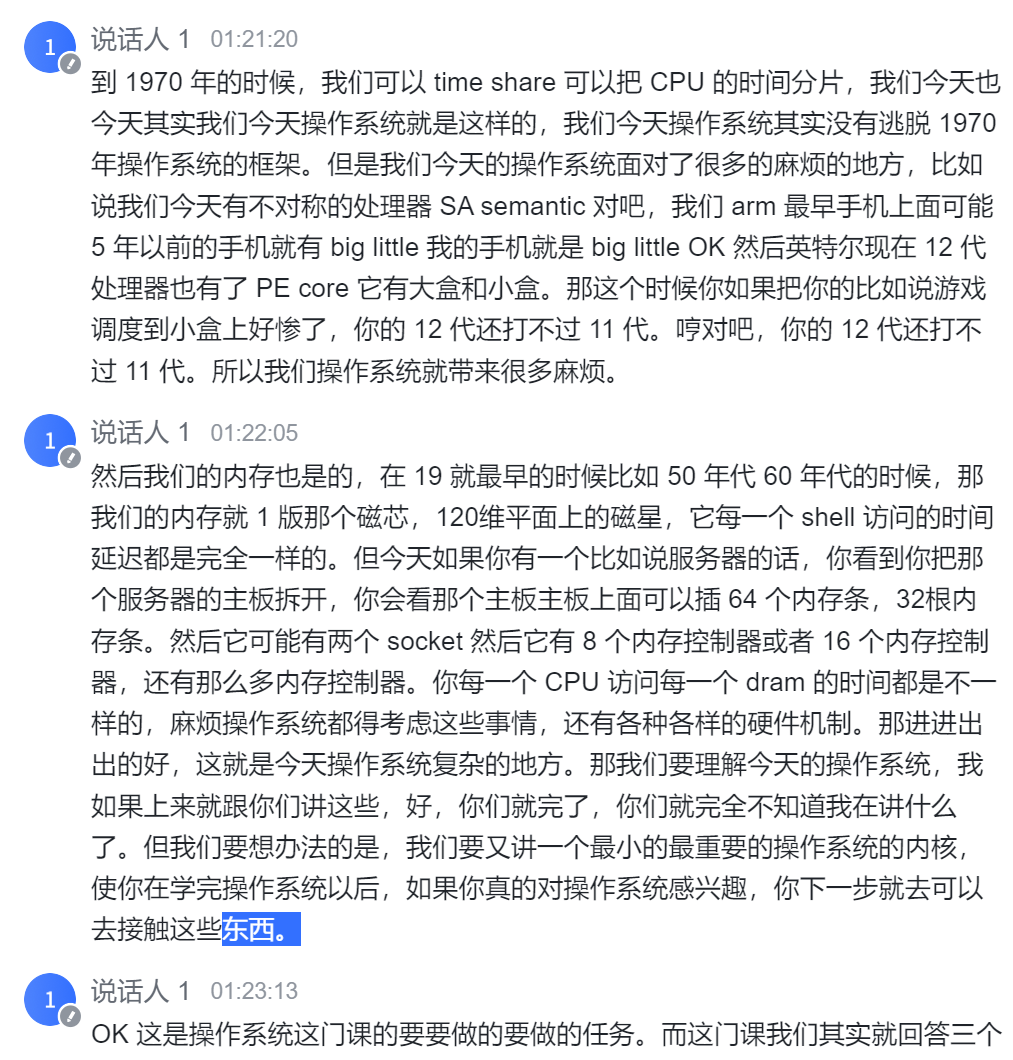 1 说话人 1 01:21:20
到 1970 年的时候，我们可以 time share 可以把 CPU 的时间分片，我们今天也
今天其实我们今天操作系统就是这样的，我们今天操作系统其实没有逃脱 1970
年操作系统的框架。但是我们今天的操作系统面对了很多的麻烦的地方，比如
说我们今天有不对称的处理器 SA semantic 对吧，我们 arm 最早手机上面可能
5 年以前的手机就有 big little 我的手机就是 big little OK 然后英特尔现在 12 代
处理器也有了 PE core 它有大盒和小盒。那这个时候你如果把你的比如说游戏
调度到小盒上好惨了，你的 12 代还打不过 11 代。哼对吧，你的 12 代还打不
过 11 代。所以我们操作系统就带来很多麻烦。
1 说话人 1 01:22:05
然后我们的内存也是的，在 19 就最早的时候比如 50 年代 60 年代的时候，那
我们的内存就 1 版那个磁芯，120维平面上的磁星，它每一个 shell 访问的时间
延迟都是完全一样的。但今天如果你有一个比如说服务器的话，你看到你把那
个服务器的主板拆开，你会看那个主板主板上面可以插 64 个内存条，32根内
存条。然后它可能有两个 socket 然后它有 8 个内存控制器或者 16 个内存控制
器，还有那么多内存控制器。你每一个 CPU 访问每一个 dram 的时间都是不一
样的，麻烦操作系统都得考虑这些事情，还有各种各样的硬件机制。那进进出
出的好，这就是今天操作系统复杂的地方。那我们要理解今天的操作系统，我
如果上来就跟你们讲这些，好，你们就完了，你们就完全不知道我在讲什么
了。但我们要想办法的是，我们要又讲一个最小的最重要的操作系统的内核，
使你在学完操作系统以后，如果你真的对操作系统感兴趣，你下一步就去可以
去接触这些东西。
1 说话人 1 01:23:13
OK 这是操作系统这门课的要要做的要做的任务。而这门课我们其实就回答三个